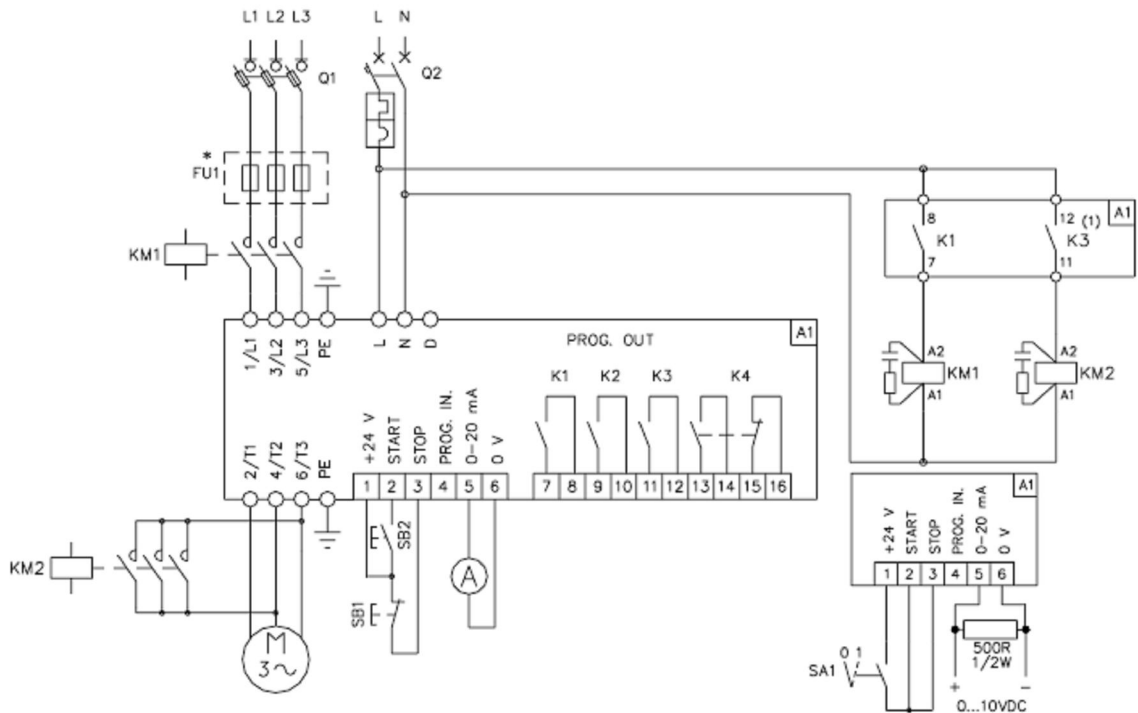 L1 L2 L3
L N
Q1
Q2
*
FU1
KM1
A1
8
12 (1)
K1
K3
7
11
A2
KM1
A1
A2
KM2
A1
A1
1/L1
3/L2
5/L3
PE
L
N
D
PROG. OUT
K1 K2 K3 K4
2/T1
4/T2
6/T3
PE
+24 V
START
STOP
PROG. IN.
0-20 mA
0 V
1 2 3 4 5 6
7 8 9 10 11 12 13 14 15 16
SB2
SB1
A
KM2
M
3~
A1
+24 V
START
STOP
PROG. IN.
0-20 mA
0 V
1 2 3 4 5 6
500R
1/2W
0 1
SA1
+ −
0...10VDC